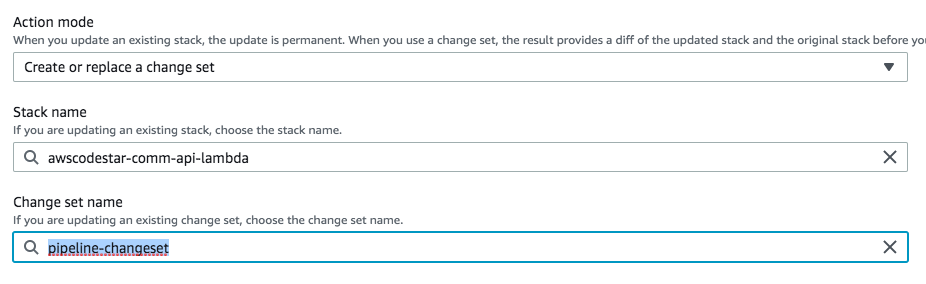 Action mode
When you update an existing stack, the update is permanent. When you use a change set, the result provides a diff of the updated stack and the original stack before
Create or replace a change set
Stack name
If you are updating an existing stack, choose the stack name.
awscodestar-comm-api-lambda
Change set name
If you are updating an existing change set, choose the change set name.
pipeline-changeset